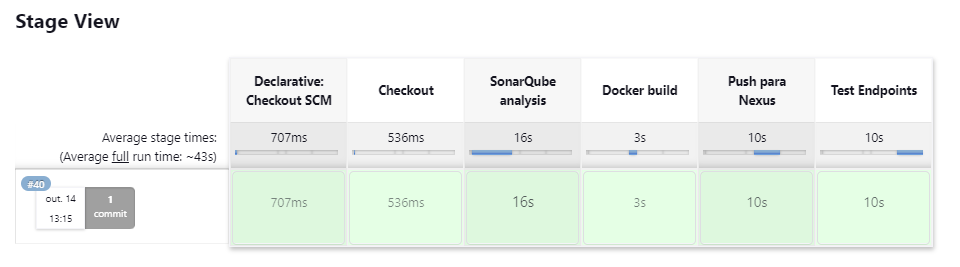 Stage View
Declarative: Checkout SCM
Checkout
SonarQube analysis
Docker build
Push para Nexus
Test Endpoints
Average stage times:
(Average full run time: ~43s)
707ms
536ms
16s
3s
10s
10s
#40
out. 14
13:15
1
commit
707ms
536ms
16s
3s
10s
10s